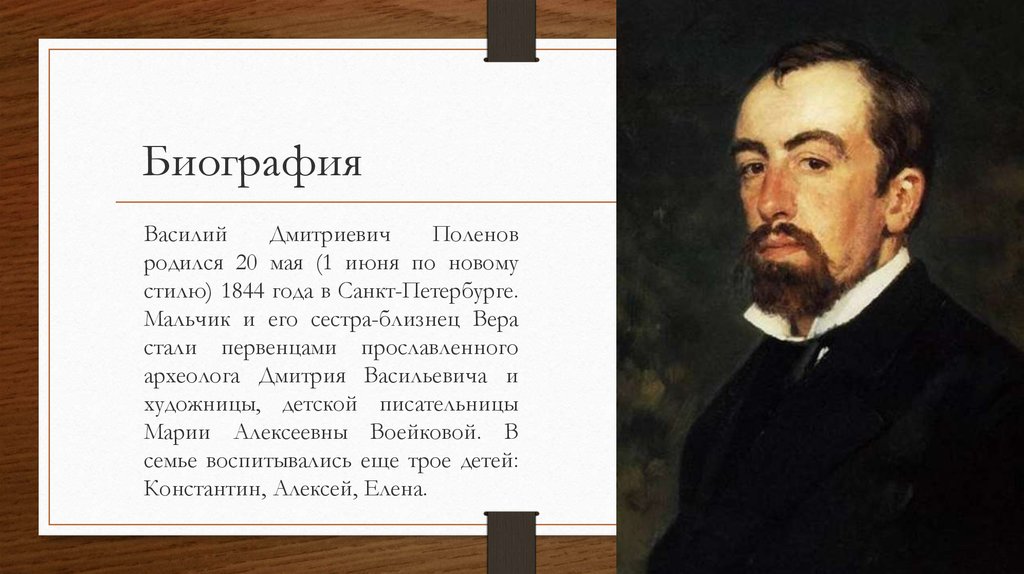 Биография
Василий Дмитриевич Поленов
родился 20 мая (1 июня по новому
стилю) 1844 года в Санкт-Петербурге.
Мальчик и его сестра-близнец Вера
стали первенцами прославленного
археолога Дмитрия Васильевича и
художницы, детской писательницы
Марии Алексеевны Воейковой. В
семье воспитывались еще трое детей:
Константин, Алексей, Елена.